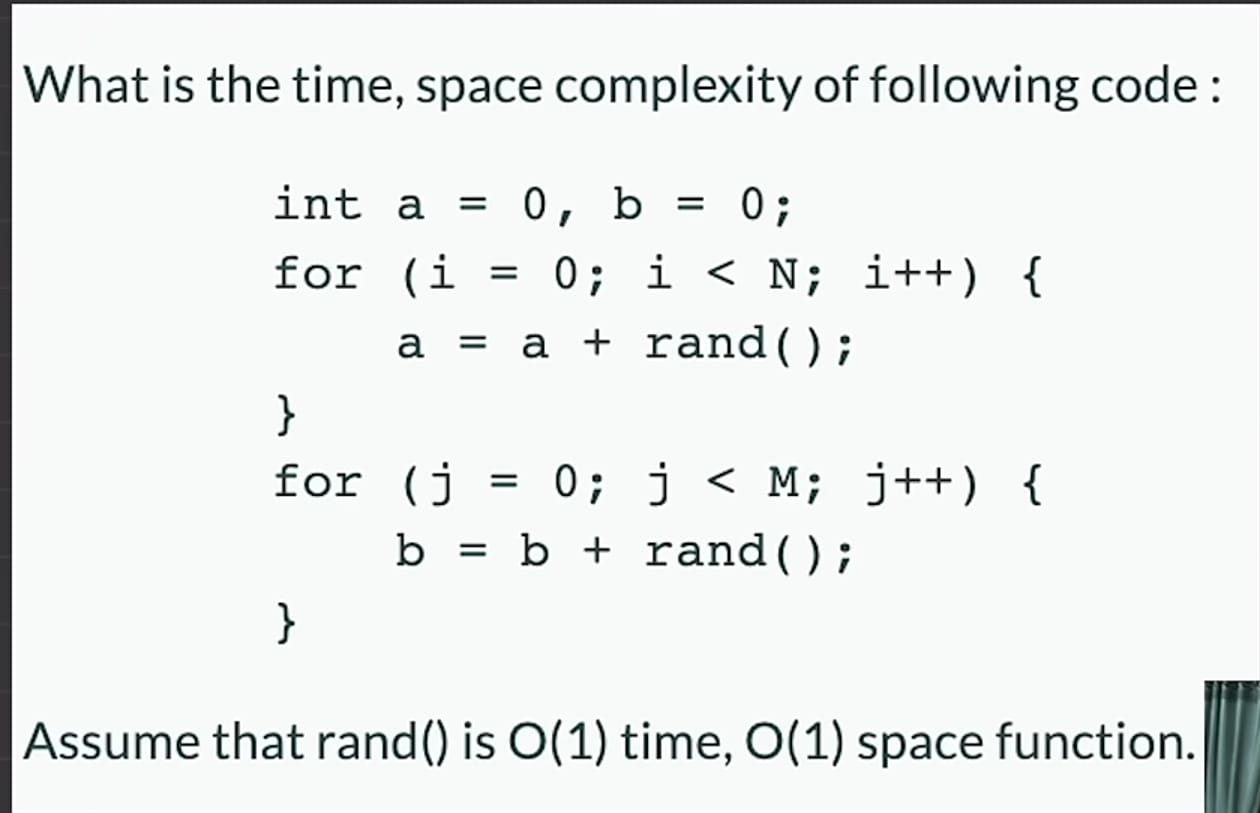 What is the time, space complexity of following code :
int a = 0, b = 0;
for (i = 0; i < N; i++) {
a = a + rand();
}
for (j = 0; j < M; j++) {
b = b + rand();
}
Assume that rand() is O(1) time, O(1) space function.